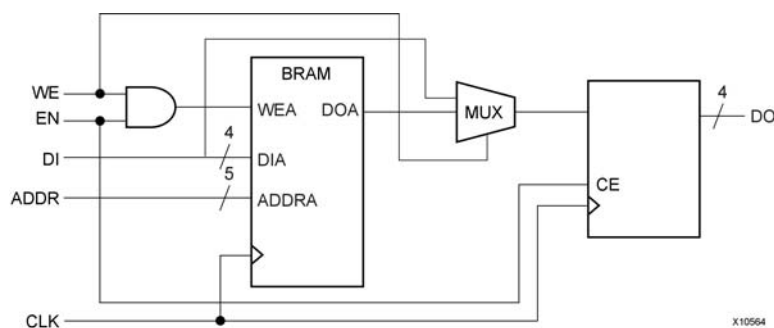 BRAM
WE
EN
WEA
DOA
MUX
4
DO
DI
4
DIA
ADDR
5
ADDRA
CE
CLK
X10564